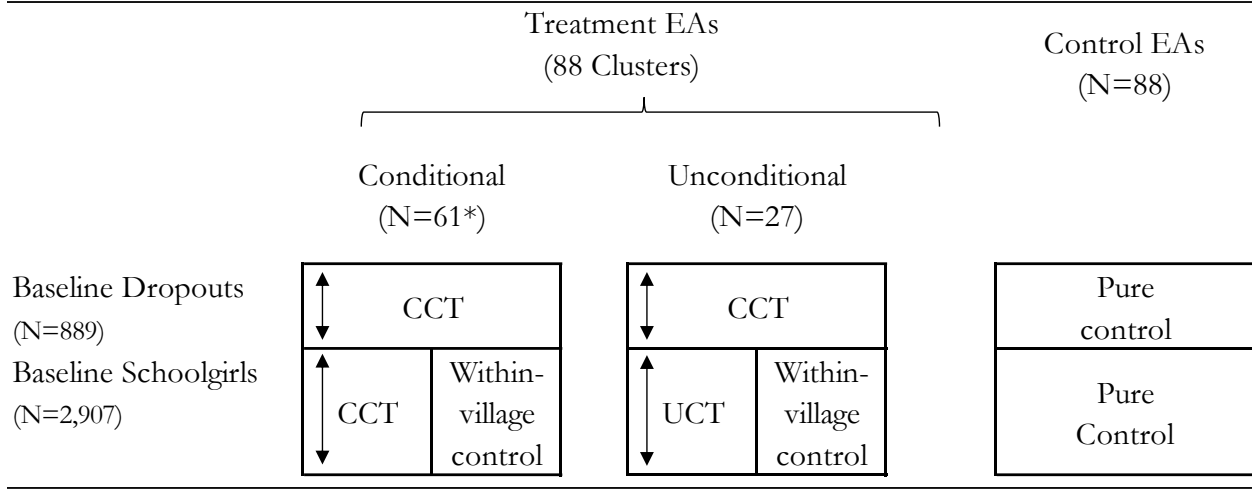 Treatment EAs
(88 Clusters)
Control EAs
(N=88)
Conditional
(N=61*)
Unconditional
(N=27)
Baseline Dropouts
(N=889)
CCT
CCT
Pure
control
Baseline Schoolgirls
(N=2,907)
CCT
Within-
village
control
UCT
Within-
village
control
Pure
Control